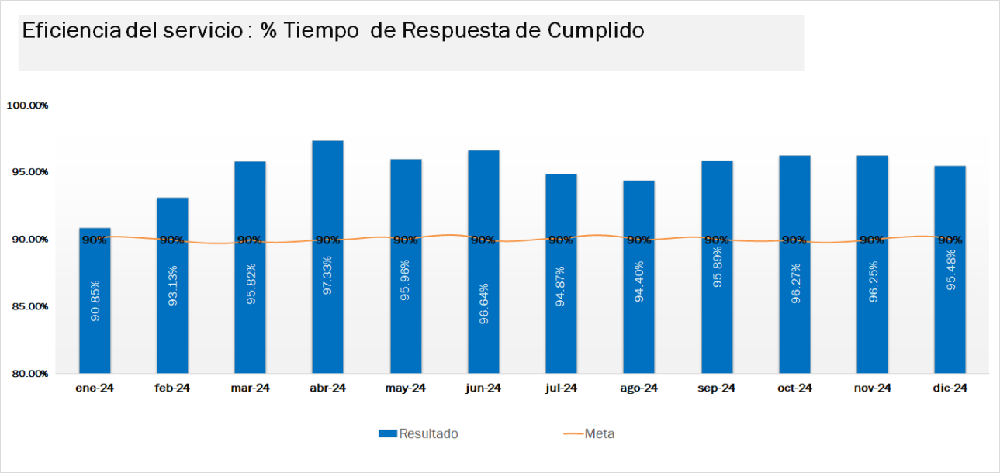 Eficiencia del servicio : % Tiempo de Respuesta de Cumplido
100.00%
95.00%
90.00%
85.00%
80.00%
90% 90% 90% 90% 90% 90% 90% 90% 90% 90% 90% 90%
90.85% 93.13% 95.82% 97.33% 95.96% 96.64% 94.87% 94.40% 95.89% 96.27% 96.25% 95.48%
ene-24 feb-24 mar-24 abr-24 may-24 jun-24 jul-24 ago-24 sep-24 oct-24 nov-24 dic-24
Resultado Meta